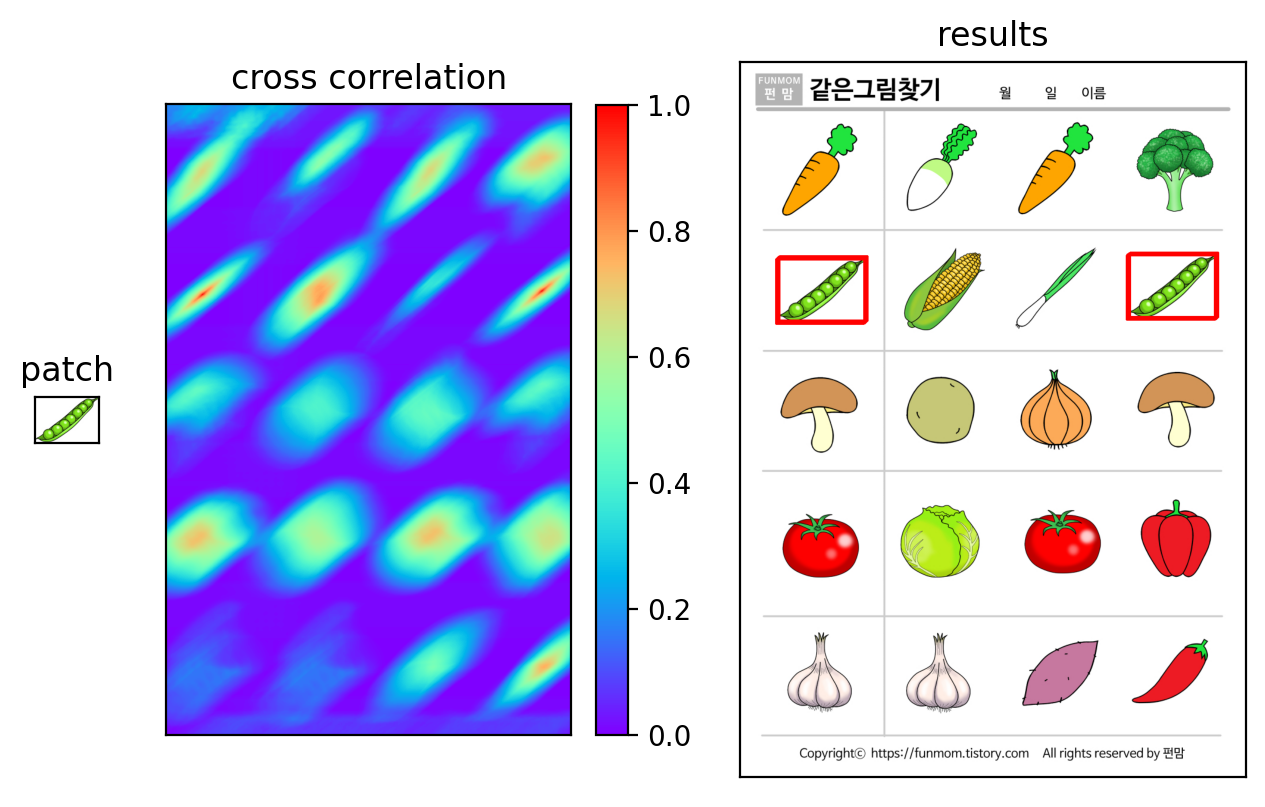 results
cross correlation
patch
1.0
0.8
0.6
0.4
0.2
0.0
FUNMOM
펀 맘
같은그림찾기
월 일 이름
Copyright© https://funmom.tistory.com All rights reserved by 펀맘